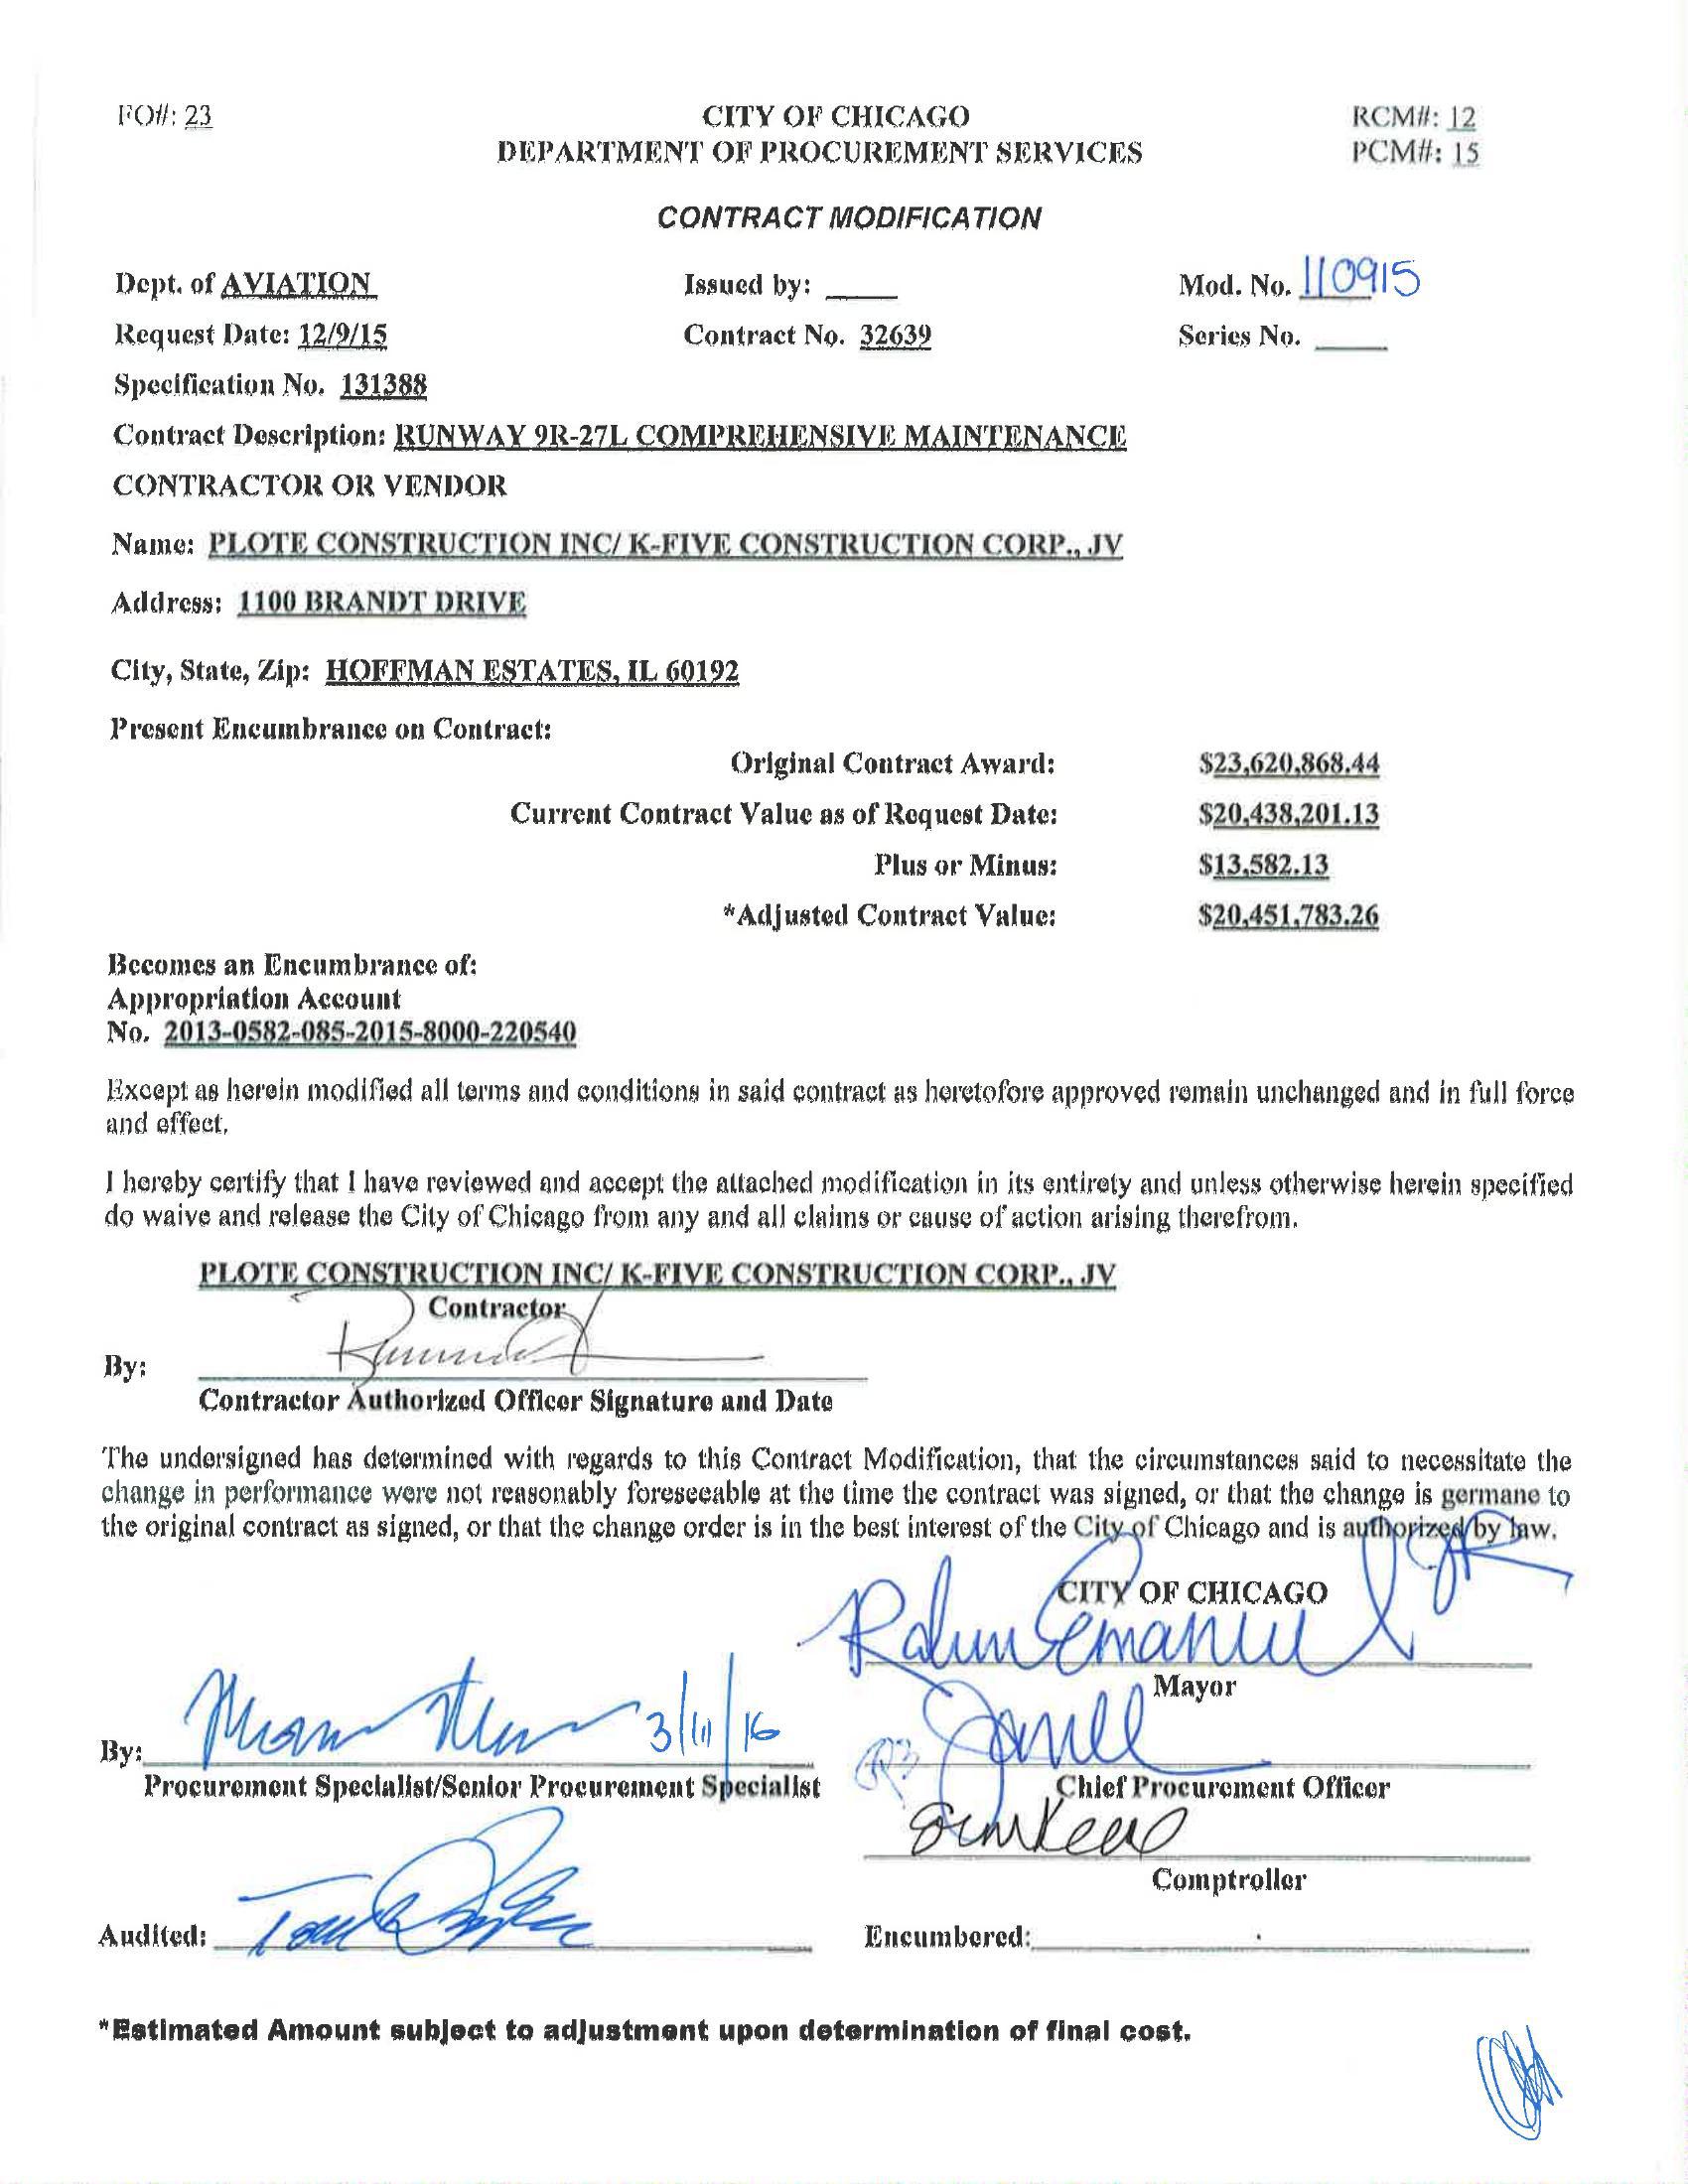 FO#: 23
CITY OF CHICAGO
RCM#: 12
DEPARTMENT OF PROCUREMENT SERVICES
PCM#: 15
CONTRACT MODIFICATION
Dept. of AVIATION Issued by: Mod. No. 110915
Request Date: 12/9/15 Contract No. 32639 Series No.
Specification No. 131388
Contract Description: RUNWAY 9R-27L COMPREHENSIVE MAINTENANCE
CONTRACTOR OR VENDOR
Name: PLOTE CONSTRUCTION INC/ K-FIVE CONSTRUCTION CORP., JV
Address: 1100 BRANDT DRIVE
City, State, Zip: HOFFMAN ESTATES, IL 60192
Present Encumbrance on Contract:
Original Contract Award: $23,620,868.44
Current Contract Value as of Request Date: $20,438,201.13
Plus or Minus: $13,582.13
*Adjusted Contract Value: $20,451,783.26
Becomes an Encumbrance of:
Appropriation Account
No. 2013-0582-085-2015-8000-220540
Except as herein modified all terms and conditions in said contract as heretofore approved remain unchanged and in full force
and effect.
I hereby certify that I have reviewed and accept the attached modification in its entirety and unless otherwise herein specified
do waive and release the City of Chicago from any and all claims or cause of action arising therefrom.
PLOTE CONSTRUCTION INC/ K-FIVE CONSTRUCTION CORP., JV
Contractor
By:
Contractor Authorized Officer Signature and Date
The undersigned has determined with regards to this Contract Modification, that the circumstances said to necessitate the
change in performance were not reasonably foreseeable at the time the contract was signed, or that the change is germane to
the original contract as signed, or that the change order is in the best interest of the City of Chicago and is authorized by law.
CITY OF CHICAGO
Rahm Emanuel
Mayor
By: 3/11/16
Procurement Specialist/Senior Procurement Specialist
Chief Procurement Officer
Comptroller
Audited:
Encumbered:
*Estimated Amount subject to adjustment upon determination of final cost.